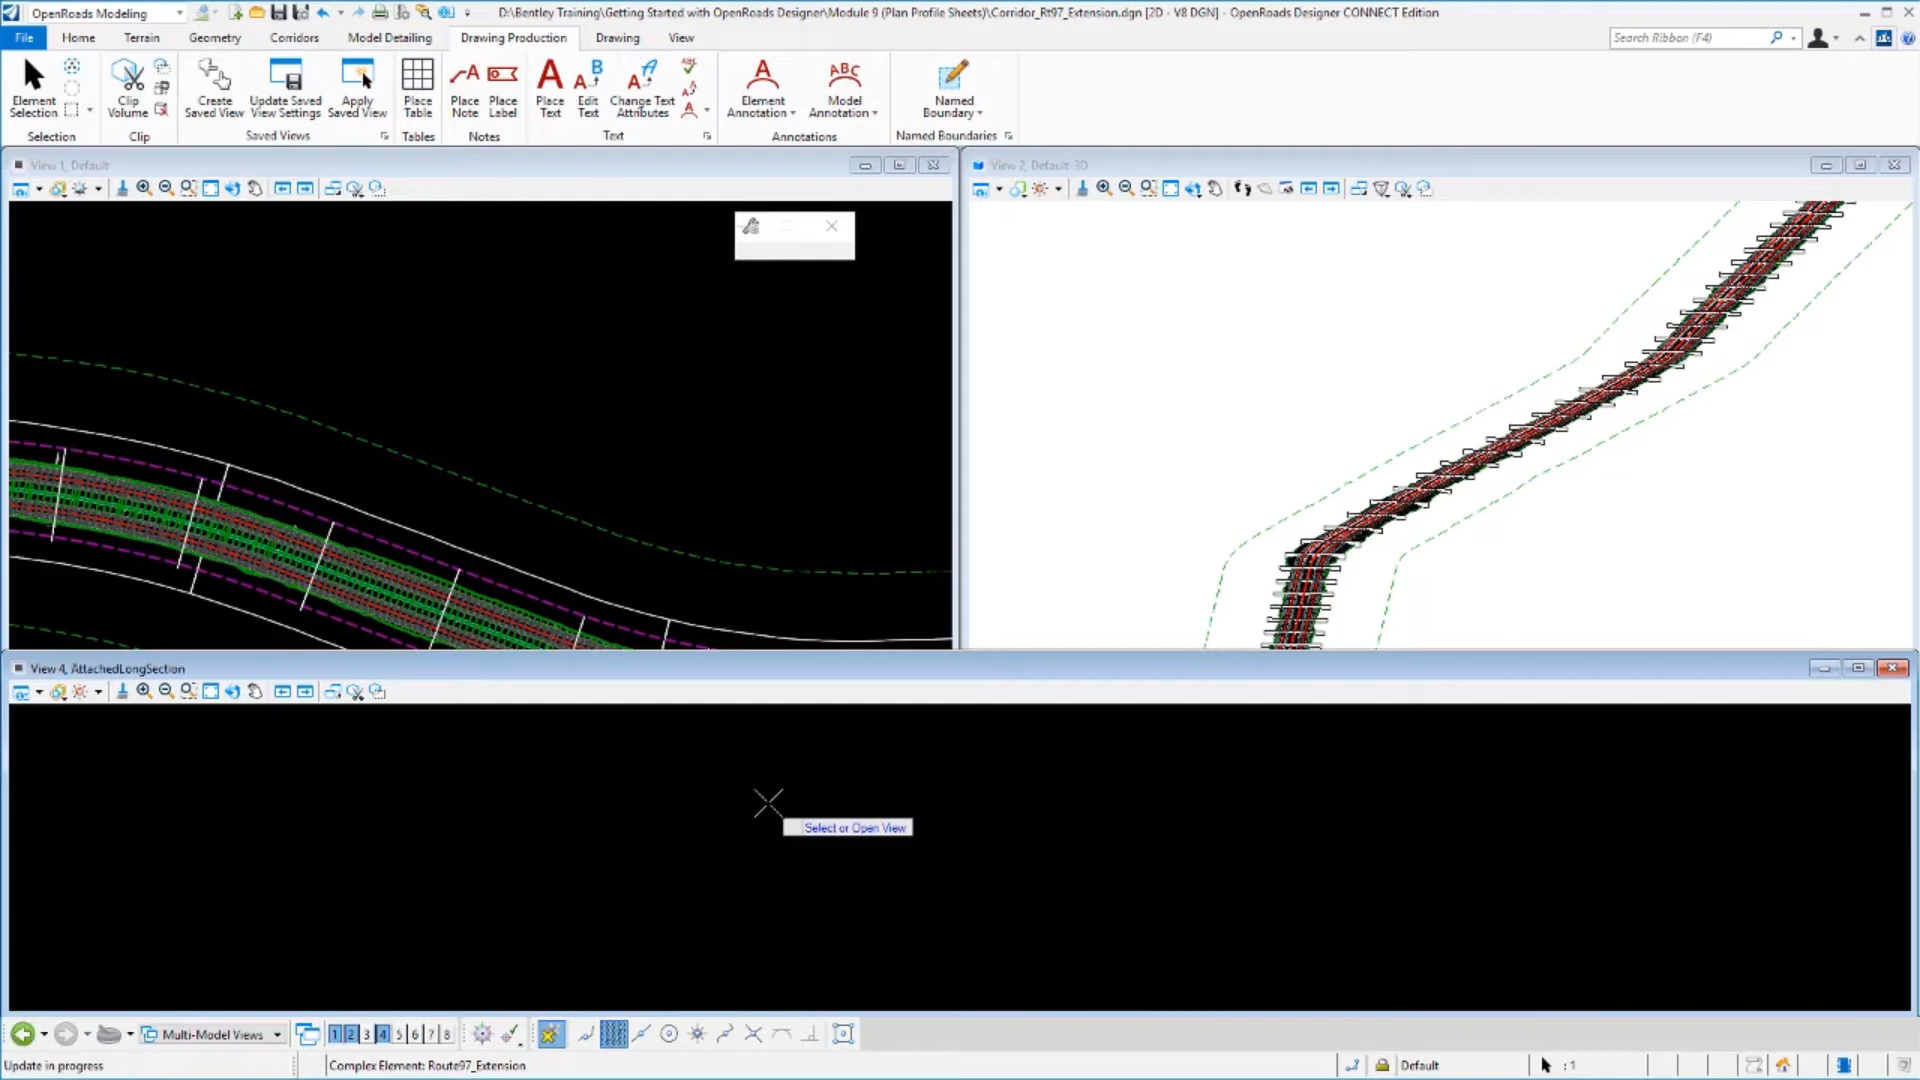 OpenRoads Modeling
D:\Bentley Training\Getting Started with OpenRoads Designer\Module 9 (Plan Profile Sheets)\Corridor_Rt97_Extension.dgn [2D - V8 DGN] - OpenRoads Designer CONNECT Edition
File Home Terrain Geometry Corridors Model Detailing Drawing Production Drawing View
Search Ribbon (F4)
Element Selection
Clip Volume
Create Saved View
Update Saved View Settings
Apply Saved View
Place Table
Place Note
Place Label
Place Text
Edit Text
Change Text Attributes
Element Annotation
Model Annotation
Named Boundary
Selection Clip Saved Views Tables Notes Text Annotations Named Boundaries
View 1, Default
View 2, Default-3D
View 4, AttachedLongSection
Select or Open View
Multi-Model Views
1 2 3 4 5 6 7 8
Update in progress
Complex Element: Route97_Extension
Default
: 1